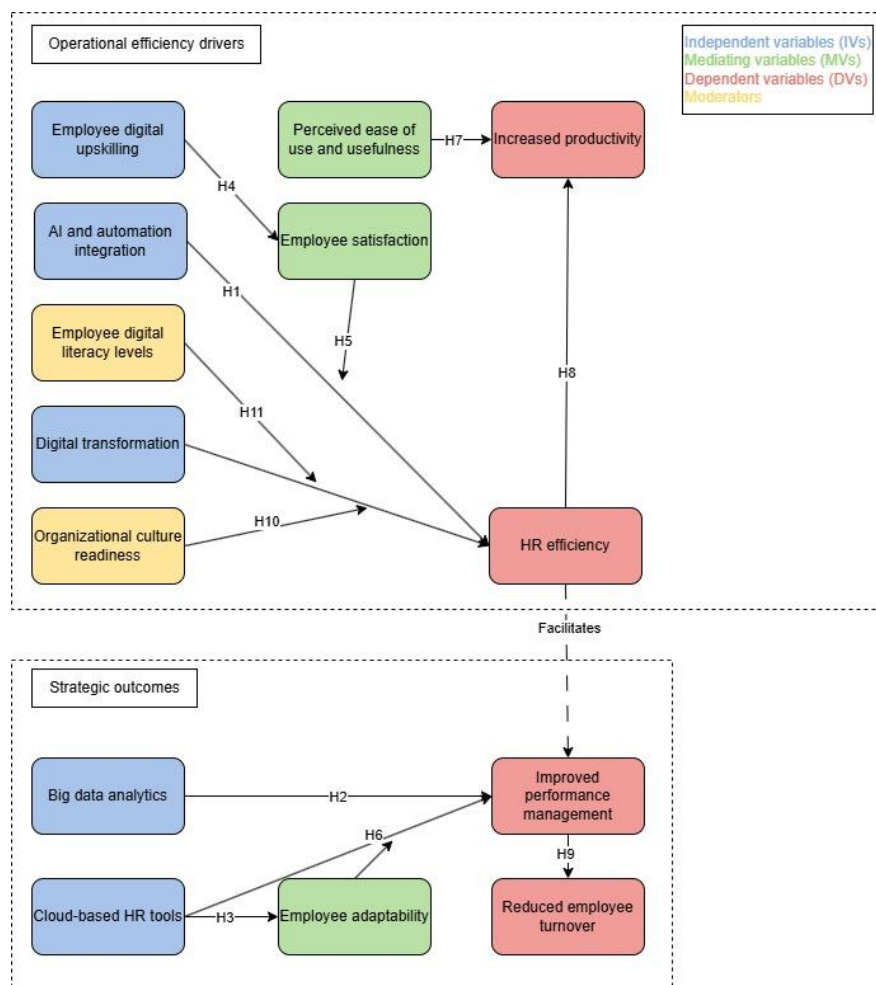 Operational efficiency drivers
Independent variables (IVs)
Mediating variables (MVs)
Dependent variables (DVs)
Moderators
Employee digital
upskilling
Perceived ease of
use and usefulness
H7
Increased productivity
H4
AI and automation
integration
Employee satisfaction
H1
Employee digital
literacy levels
H5
H8
H11
Digital transformation
H10
Organizational culture
readiness
HR efficiency
Facilitates
Strategic outcomes
Big data analytics
H2
Improved
performance
management
H6
H9
Cloud-based HR tools
H3
Employee adaptability
Reduced employee
turnover